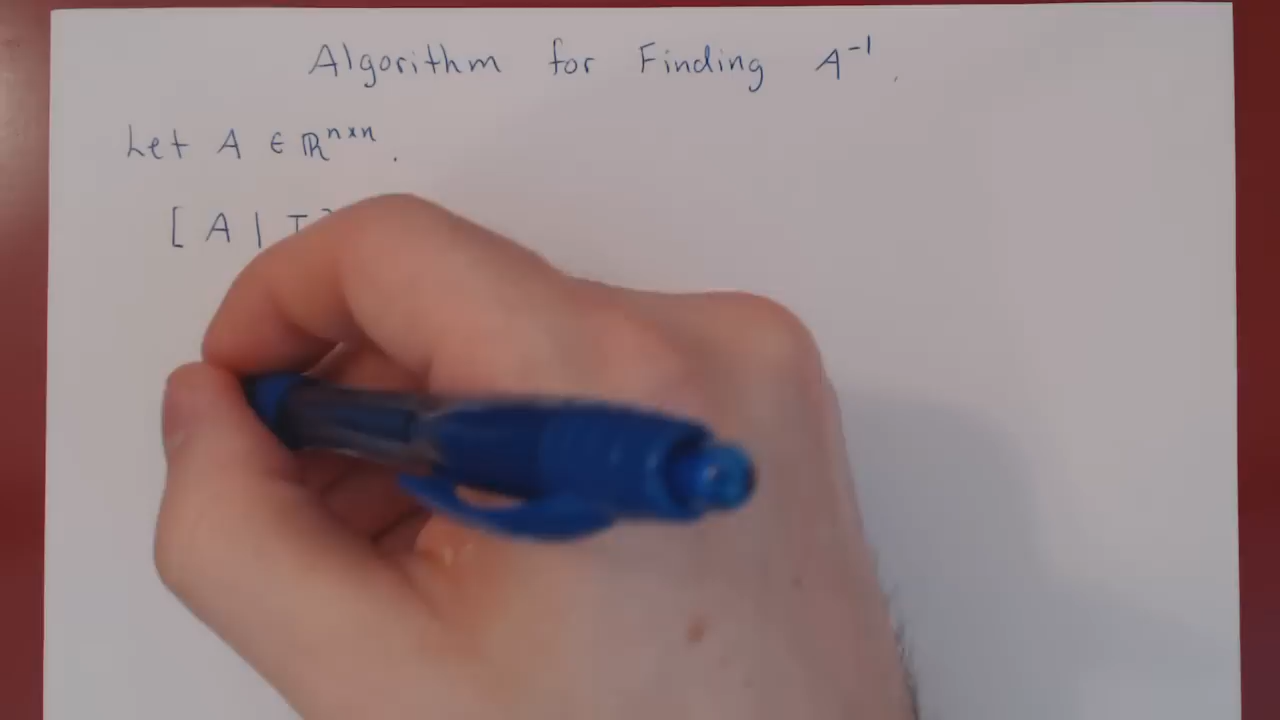 Algorithm for Finding A⁻¹.
Let A ∈ ℝⁿˣⁿ.
[ A | I ]